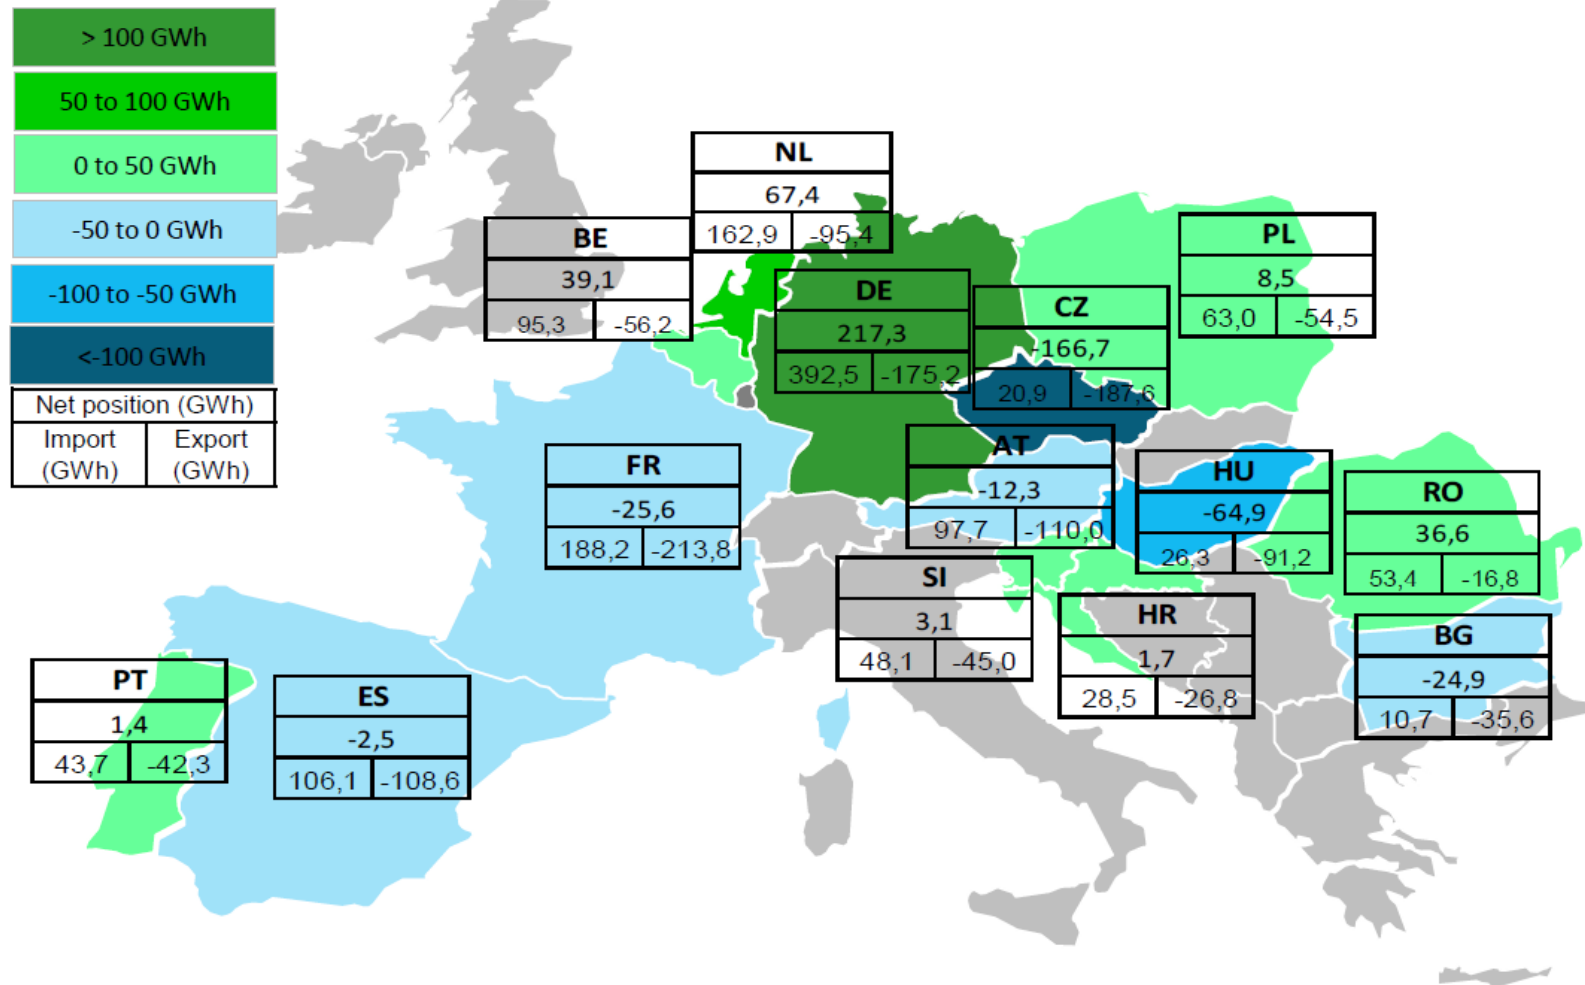 > 100 GWh
50 to 100 GWh
0 to 50 GWh
-50 to 0 GWh
-100 to -50 GWh
<-100 GWh
Net position (GWh)
Import (GWh) Export (GWh)
NL
67,4
162,9 -95,4
BE
39,1
95,3 -56,2
DE
217,3
392,5 -175,2
CZ
-166,7
20,9 -187,6
PL
8,5
63,0 -54,5
FR
-25,6
188,2 -213,8
AT
-12,3
97,7 -110,0
HU
-64,9
26,3 -91,2
RO
36,6
53,4 -16,8
SI
3,1
48,1 -45,0
HR
1,7
28,5 -26,8
BG
-24,9
10,7 -35,6
PT
1,4
43,7 -42,3
ES
-2,5
106,1 -108,6